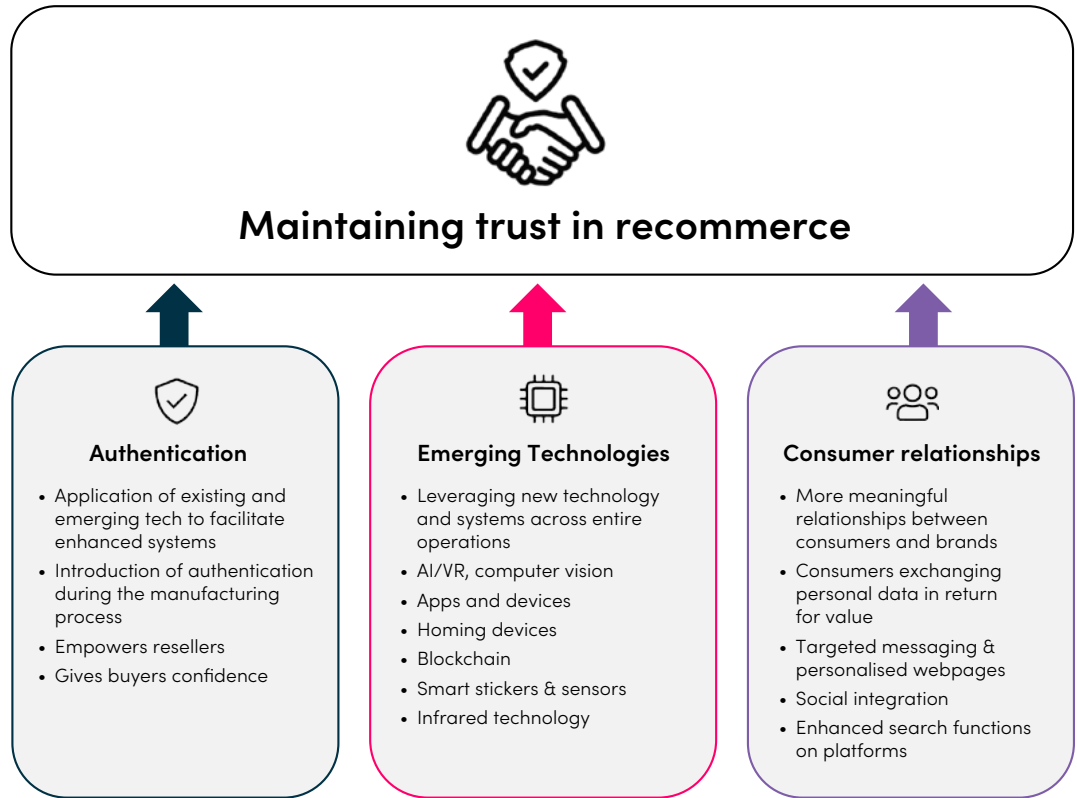 Maintaining trust in recommerce
Authentication
• Application of existing and
emerging tech to facilitate
enhanced systems
• Introduction of authentication
during the manufacturing
process
• Empowers resellers
• Gives buyers confidence
Emerging Technologies
• Leveraging new technology
and systems across entire
operations
• AI/VR, computer vision
• Apps and devices
• Homing devices
• Blockchain
• Smart stickers & sensors
• Infrared technology
Consumer relationships
• More meaningful
relationships between
consumers and brands
• Consumers exchanging
personal data in return
for value
• Targeted messaging &
personalised webpages
• Social integration
• Enhanced search functions
on platforms